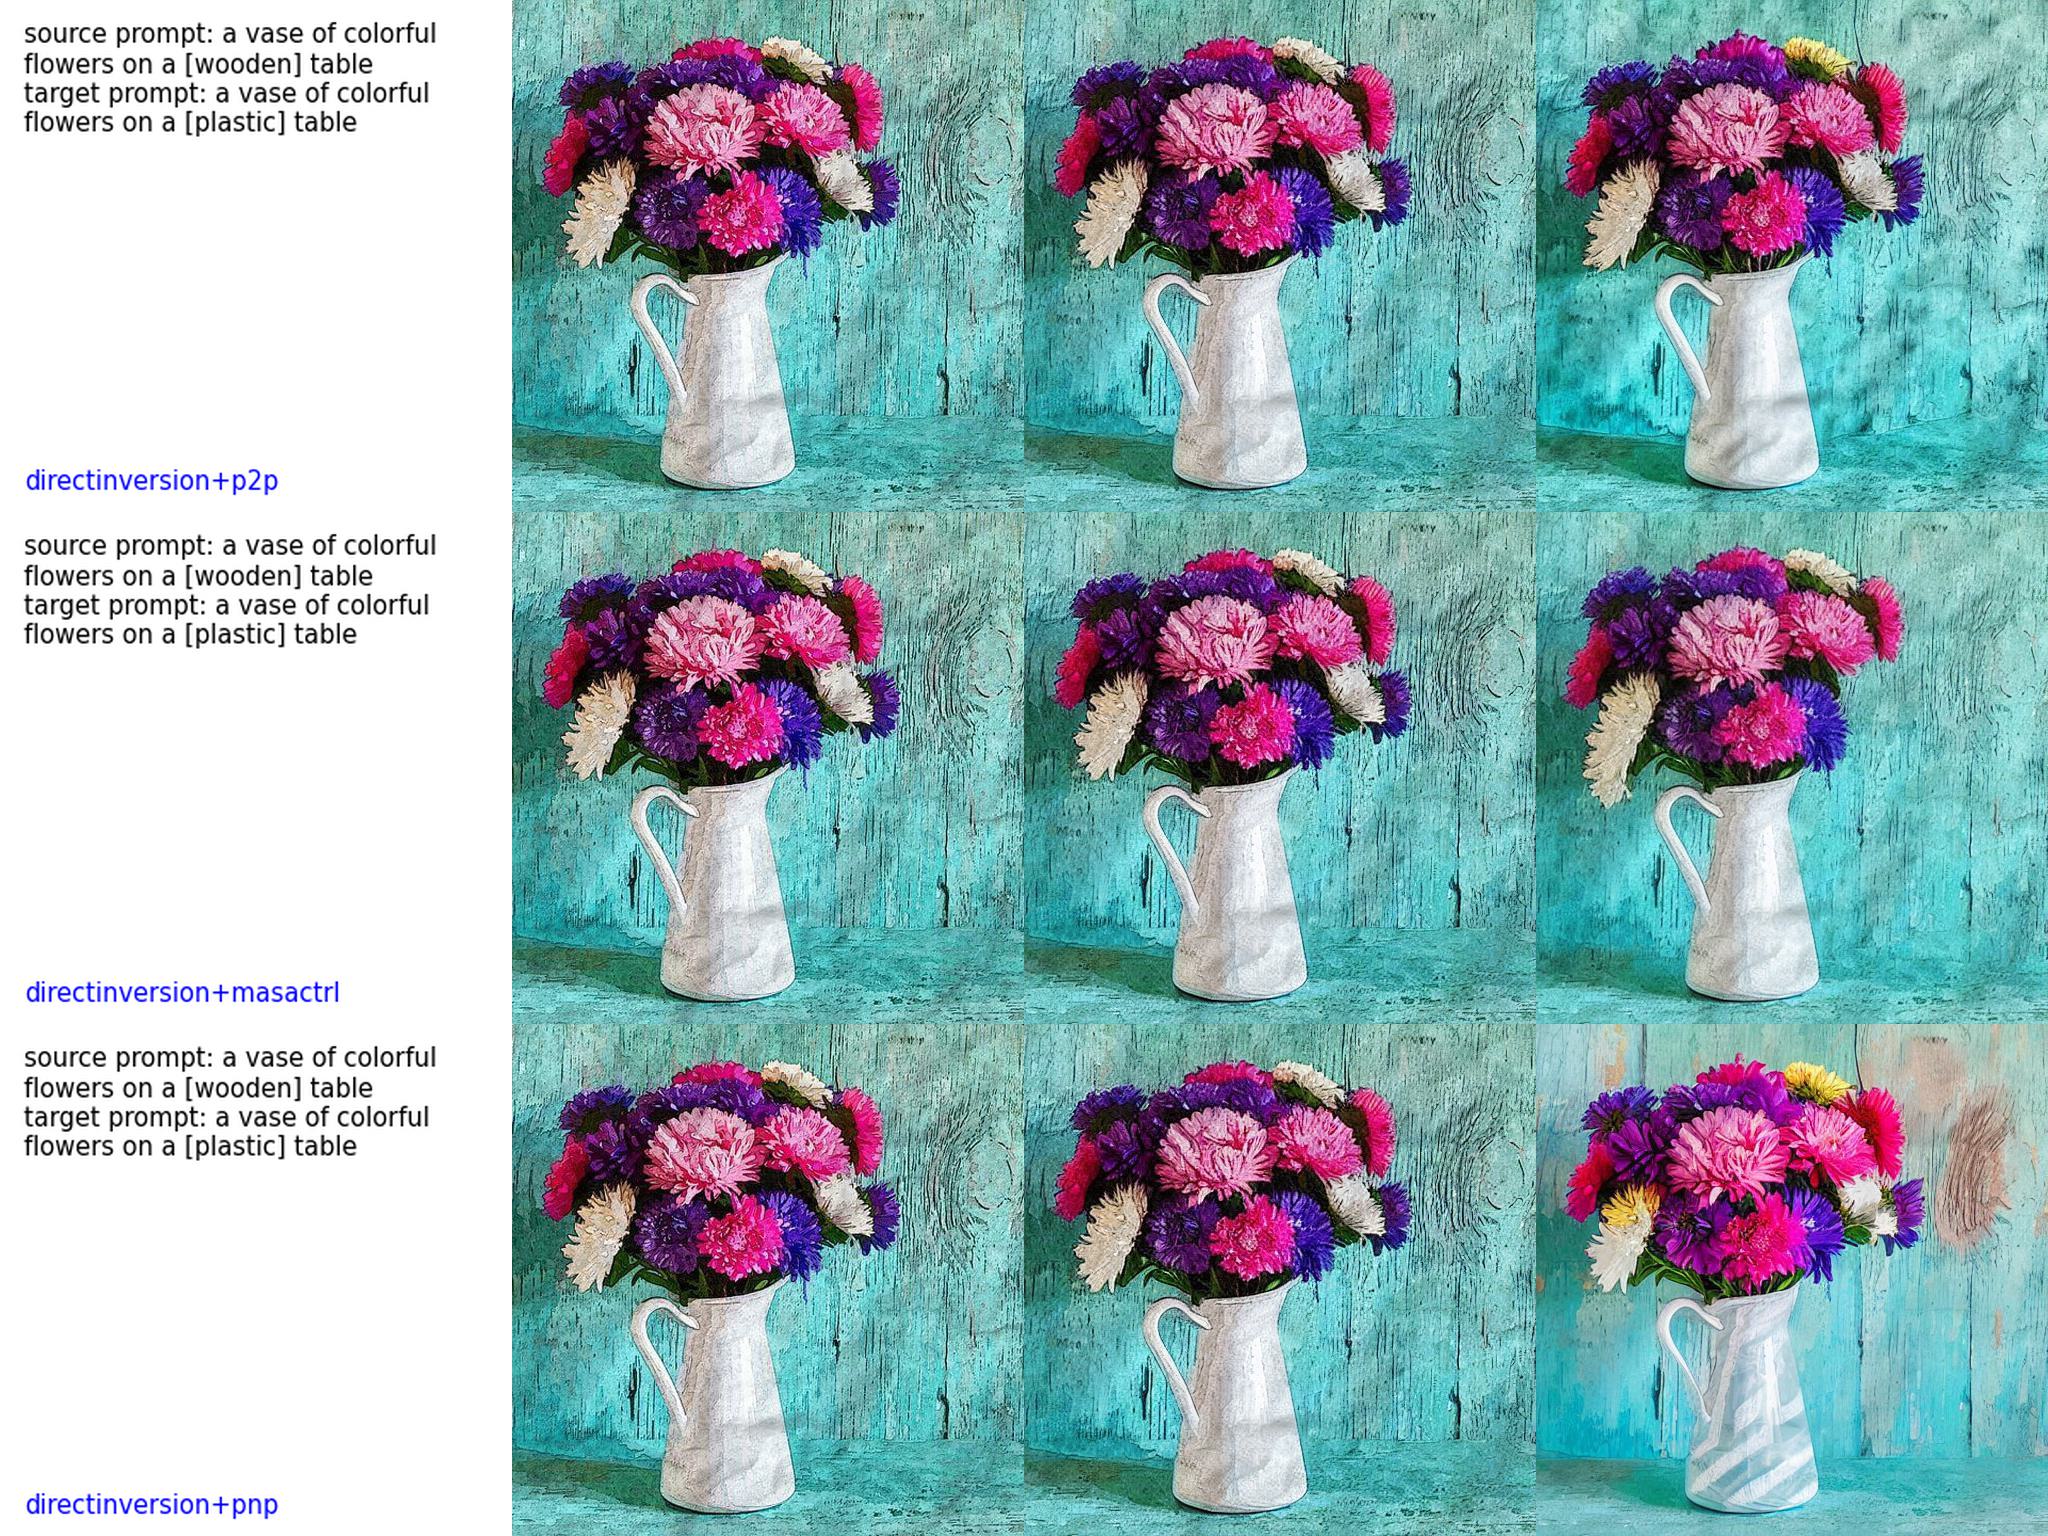 source prompt: a vase of colorful
flowers on a [wooden] table
target prompt: a vase of colorful
flowers on a [plastic] table
directinversion+p2p
source prompt: a vase of colorful
flowers on a [wooden] table
target prompt: a vase of colorful
flowers on a [plastic] table
directinversion+masactrl
source prompt: a vase of colorful
flowers on a [wooden] table
target prompt: a vase of colorful
flowers on a [plastic] table
directinversion+pnp